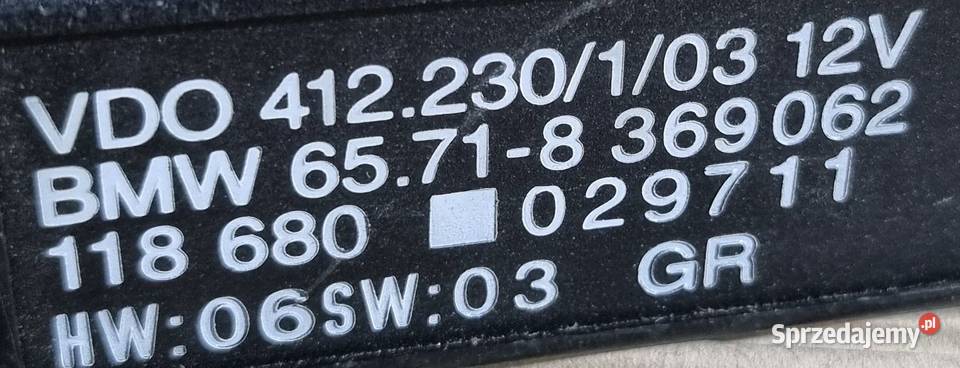 VDO 412.230/1/03 12V
BMW 65.71-8 369 062
118 680 029711
HW:06SW:03 GR
Sprzedajemy.pl